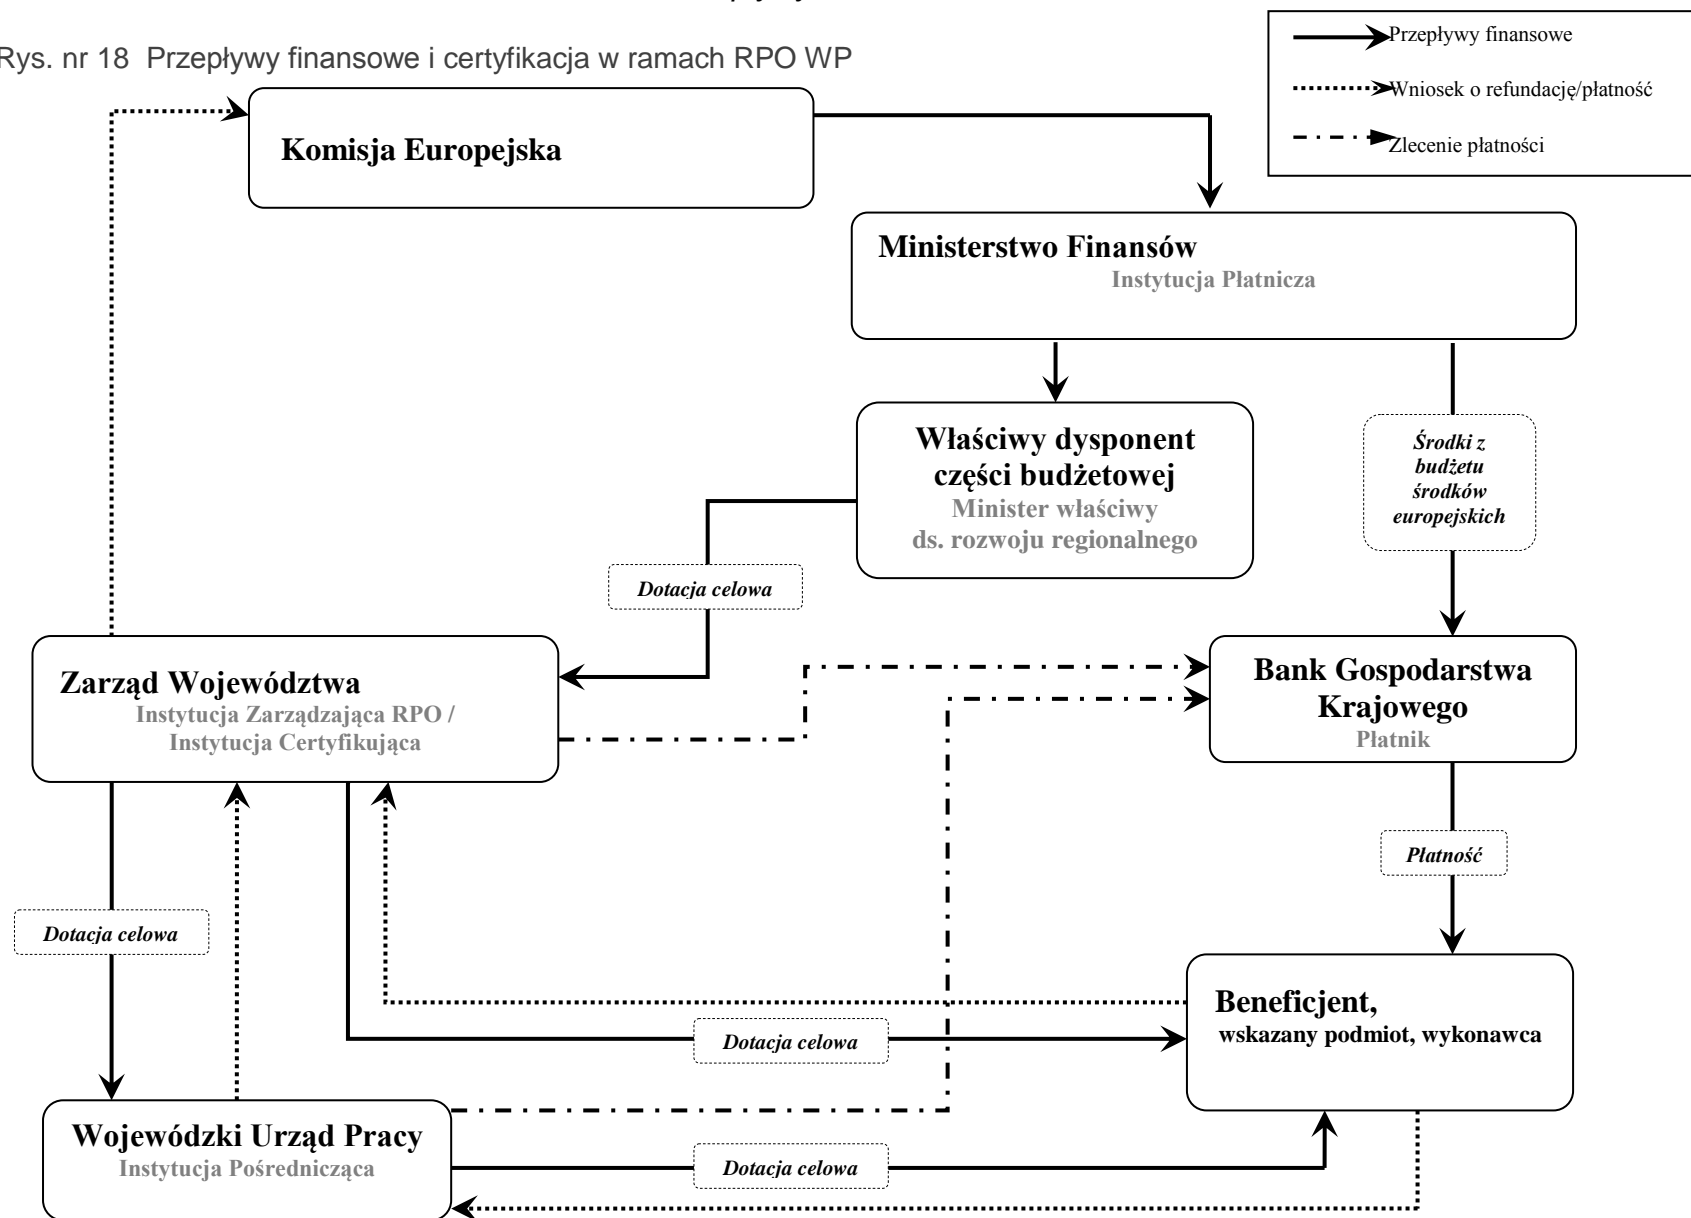 Rys. nr 18 Przepływy finansowe i certyfikacja w ramach RPO WP
Przepływy finansowe
Wniosek o refundację/płatność
Zlecenie płatności
Komisja Europejska
Ministerstwo Finansów
Instytucja Płatnicza
Właściwy dysponent
części budżetowej
Minister właściwy
ds. rozwoju regionalnego
Środki z
budżetu
środków
europejskich
Dotacja celowa
Zarząd Województwa
Instytucja Zarządzająca RPO /
Instytucja Certyfikująca
Bank Gospodarstwa
Krajowego
Płatnik
Płatność
Dotacja celowa
Beneficjent,
wskazany podmiot, wykonawca
Dotacja celowa
Wojewódzki Urząd Pracy
Instytucja Pośrednicząca
Dotacja celowa